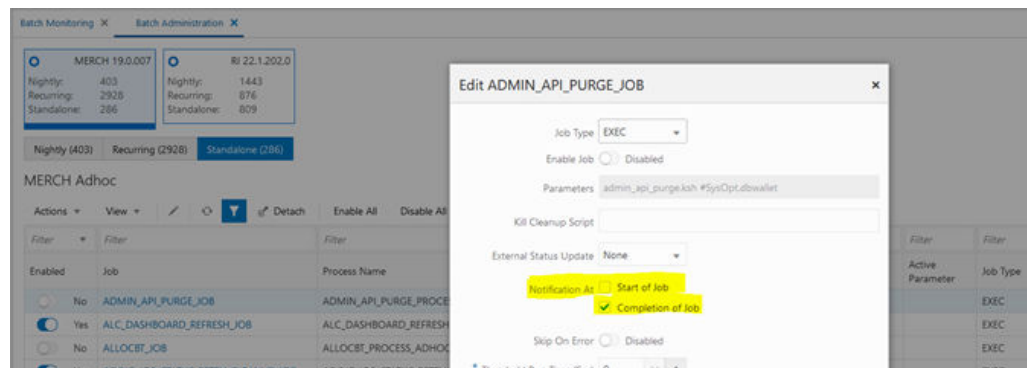 Batch Monitoring × Batch Administration ×
MERCH 19.0.007 RI 22.1.202.0
Nightly: 403 Nightly: 1443
Recurring: 2928 Recurring: 876
Standalone: 286 Standalone: 809
Edit ADMIN_API_PURGE_JOB ×
Job Type EXEC
Nightly (403) Recurring (2928) Standalone (286)
Enable Job Disabled
MERCH Adhoc
Parameters admin_api_purge.ksh #SysOpt.dbwallet
Actions View Detach Enable All Disable All
Kill Cleanup Script
Filter Filter Filter Filter Filter
External Status Update None
Enabled Job Process Name Active Parameter Job Type
Notification At Start of Job
No ADMIN_API_PURGE_JOB ADMIN_API_PURGE_PROCE EXEC
Completion of Job
Yes ALC_DASHBOARD_REFRESH_JOB ALC_DASHBOARD_REFRESH EXEC
Skip On Error Disabled
No ALLOCBT_JOB ALLOCBT_PROCESS_ADHOC EXEC